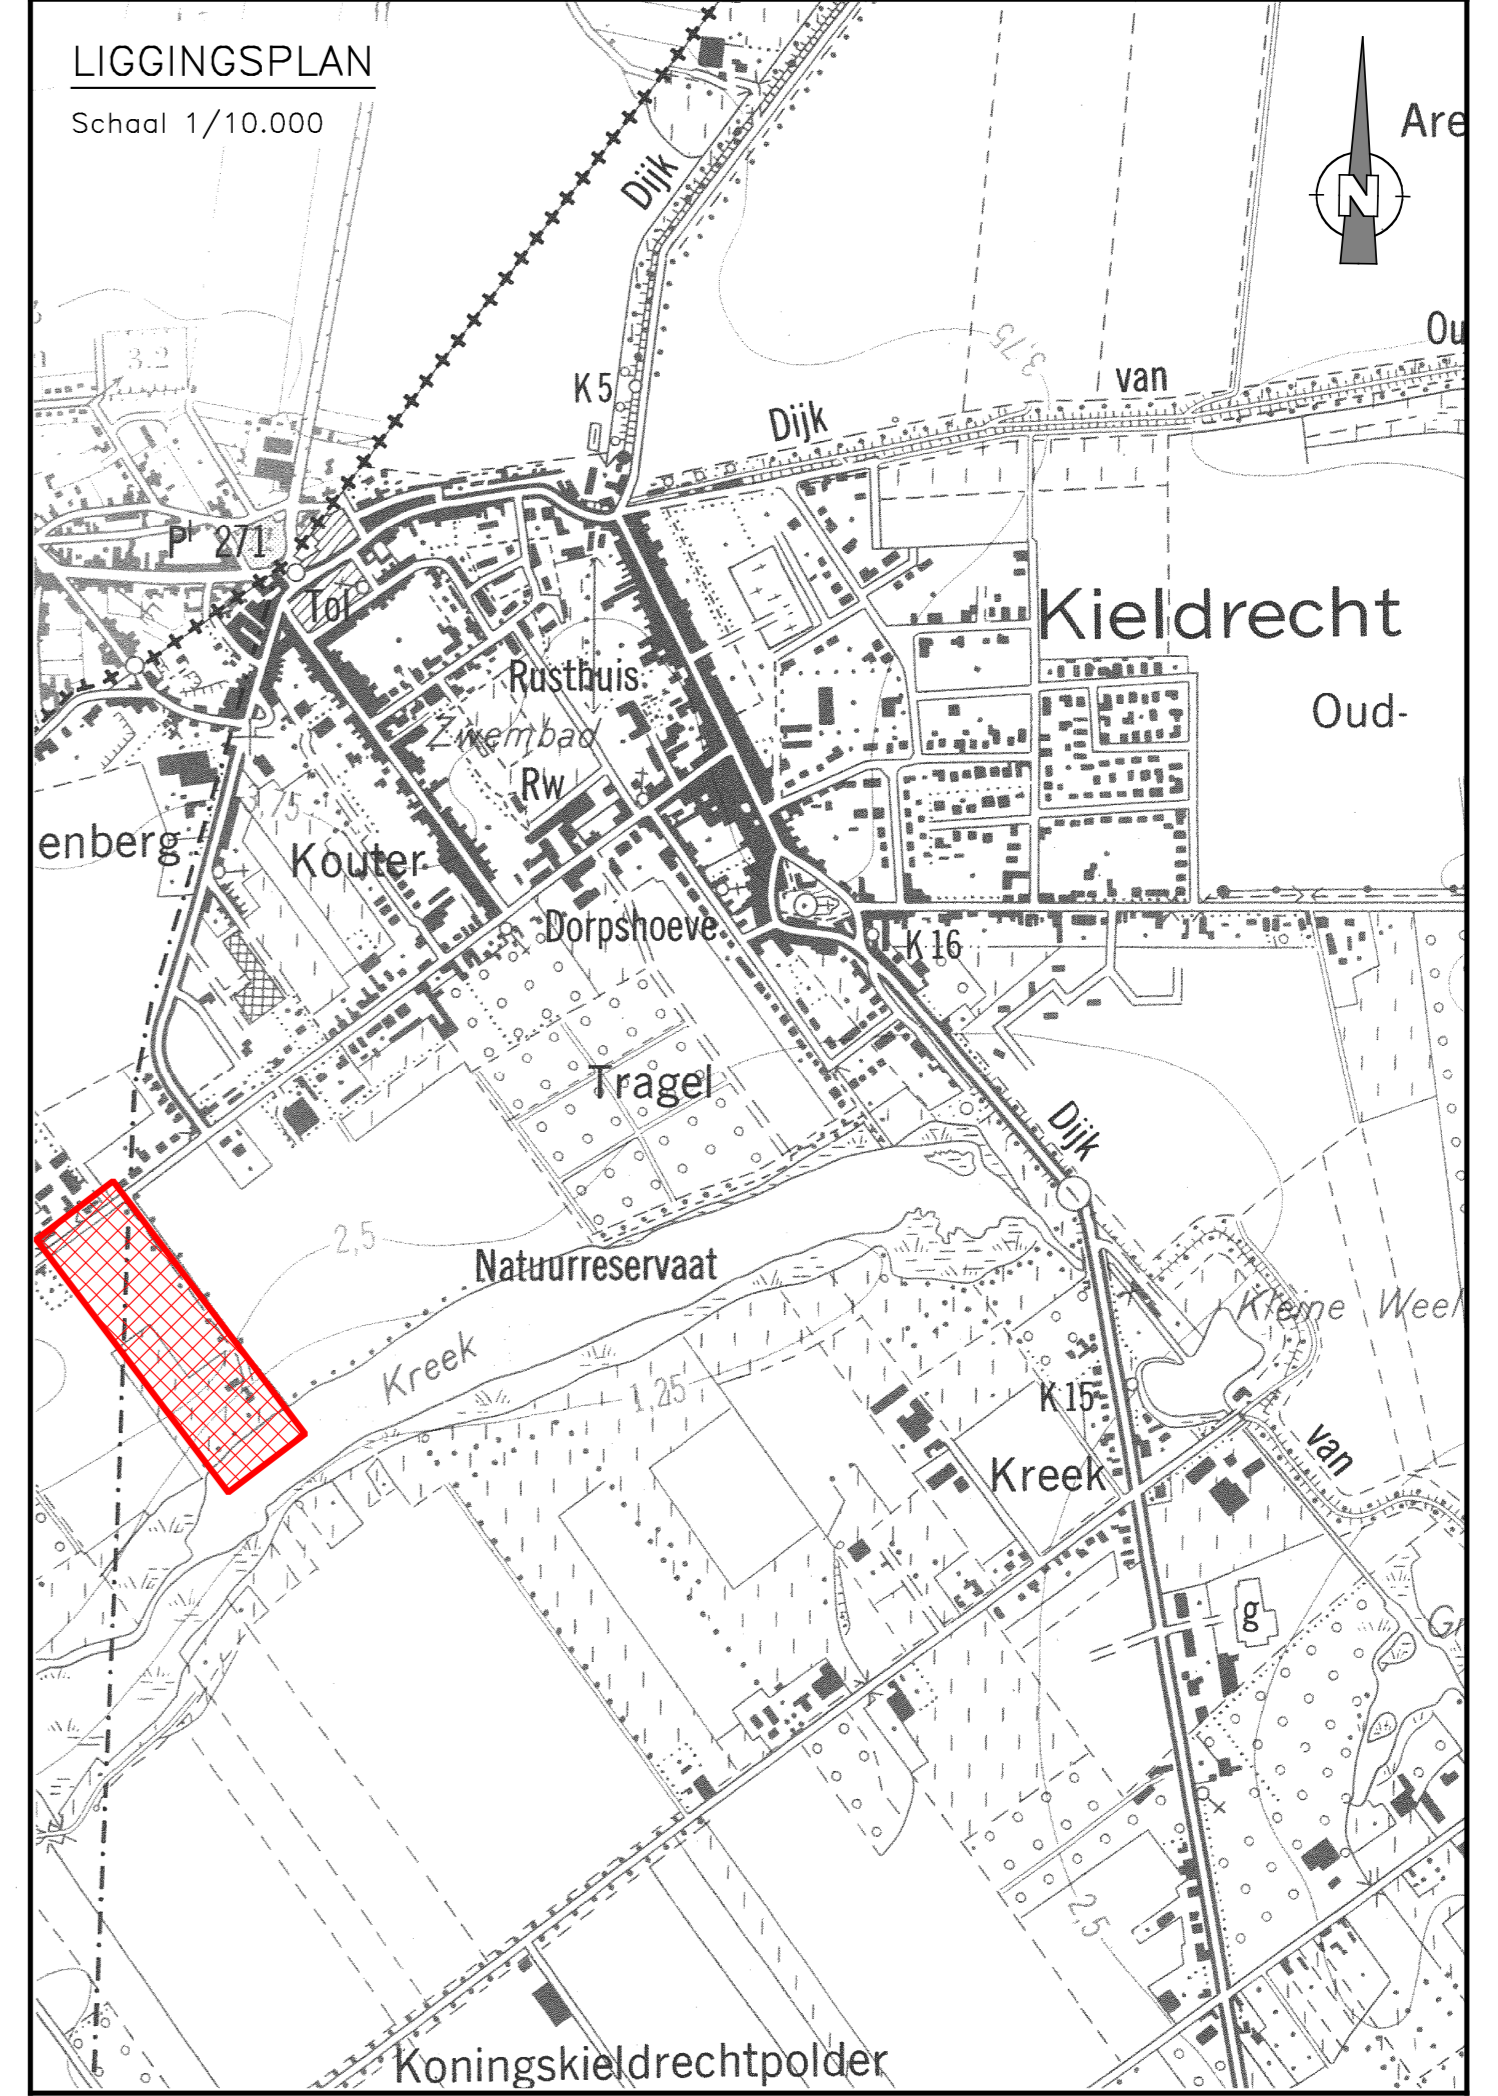 LIGGINGSPLAN
Schaal 1/10.000
N
Are
Dijk
Ou
3,75
3.2
van
K 5
Dijk
Pl 271
Tol
Kieldrecht
Rusthuis
Oud-
Zwembad
Rw
enberg
Kouter
Dorpshoeve
K 16
Tragel
Dijk
2,5
Natuurreservaat
Kleine Weel
Kreek
1,25
K 15
van
Kreek
g
Gr
2,5
Koningskieldrechtpolder